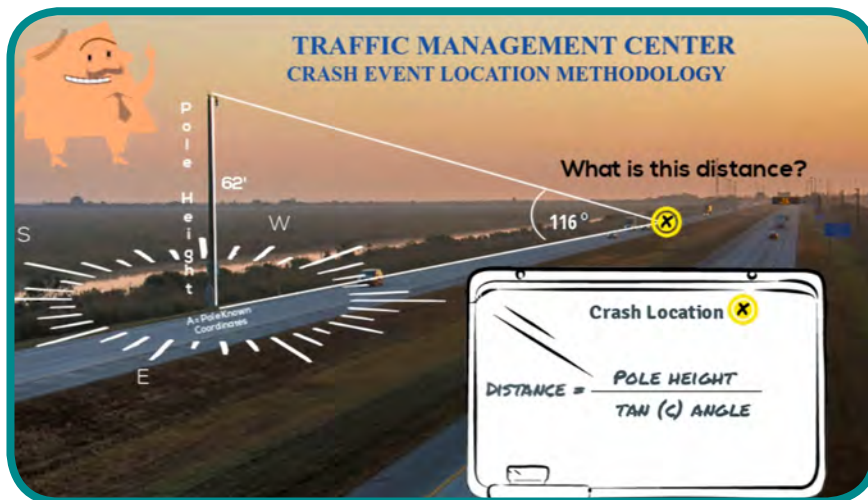 TRAFFIC MANAGEMENT CENTER
CRASH EVENT LOCATION METHODOLOGY
Pole Height
62'
What is this distance?
116°
S
W
E
A=Pole Known
Coordinates
Crash Location X
DISTANCE = POLE HEIGHT
TAN (C) ANGLE